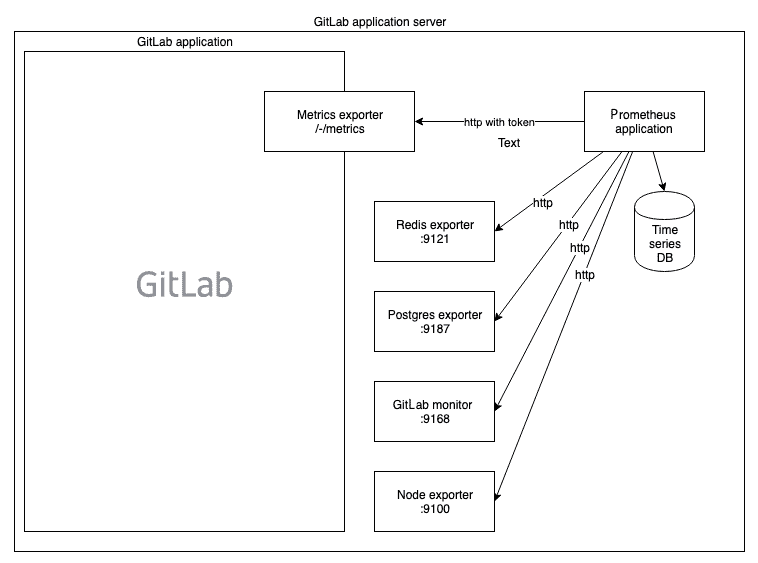 GitLab application server
GitLab application
Metrics exporter
/-/metrics
http with token
Text
Prometheus
application
http
http
http
http
Redis exporter
:9121
Time
series
DB
GitLab
Postgres exporter
:9187
GitLab monitor
:9168
Node exporter
:9100